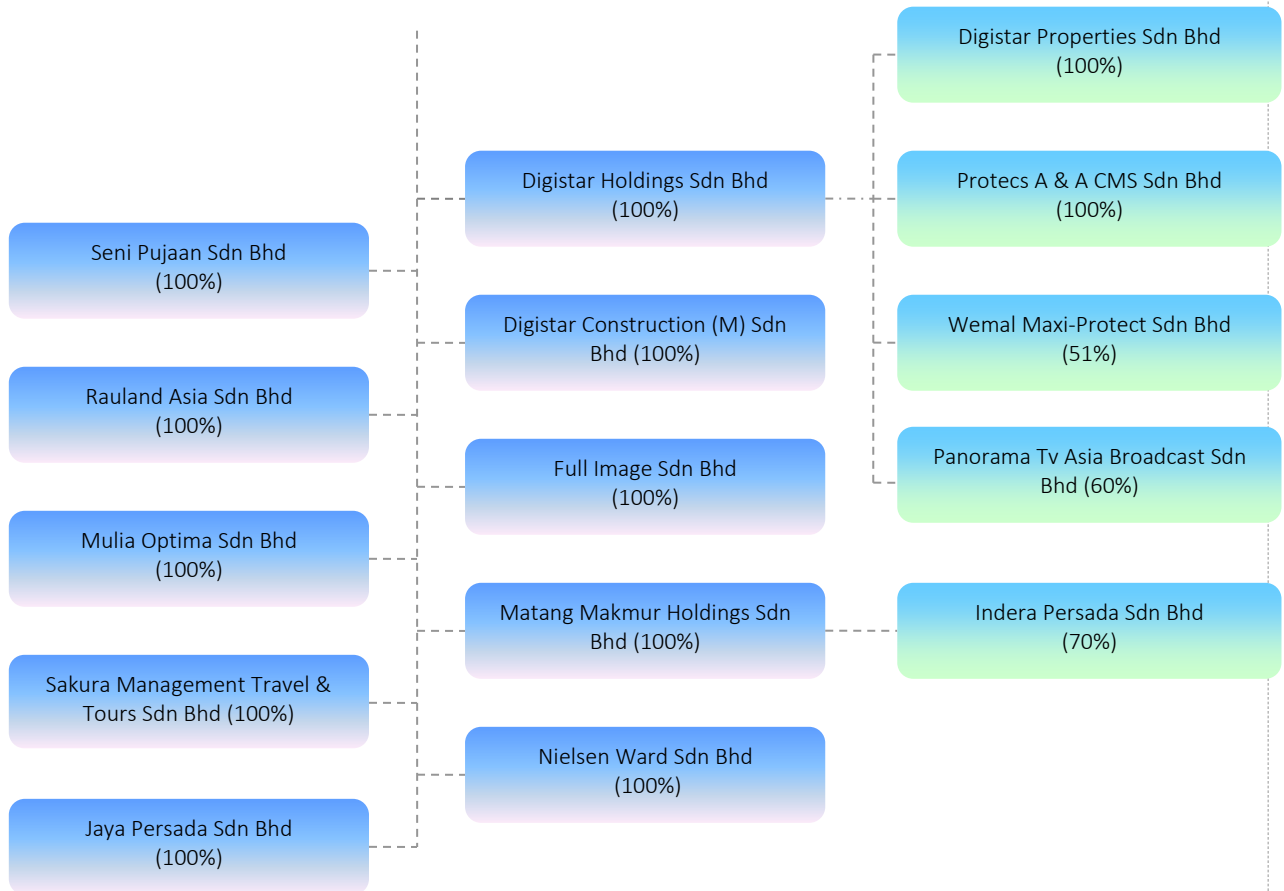 Seni Pujaan Sdn Bhd
(100%)
Rauland Asia Sdn Bhd
(100%)
Mulia Optima Sdn Bhd
(100%)
Sakura Management Travel &
Tours Sdn Bhd (100%)
Jaya Persada Sdn Bhd
(100%)
Digistar Holdings Sdn Bhd
(100%)
Digistar Construction (M) Sdn
Bhd (100%)
Full Image Sdn Bhd
(100%)
Matang Makmur Holdings Sdn
Bhd (100%)
Nielsen Ward Sdn Bhd
(100%)
Digistar Properties Sdn Bhd
(100%)
Protecs A & A CMS Sdn Bhd
(100%)
Wemal Maxi-Protect Sdn Bhd
(51%)
Panorama Tv Asia Broadcast Sdn
Bhd (60%)
Indera Persada Sdn Bhd
(70%)